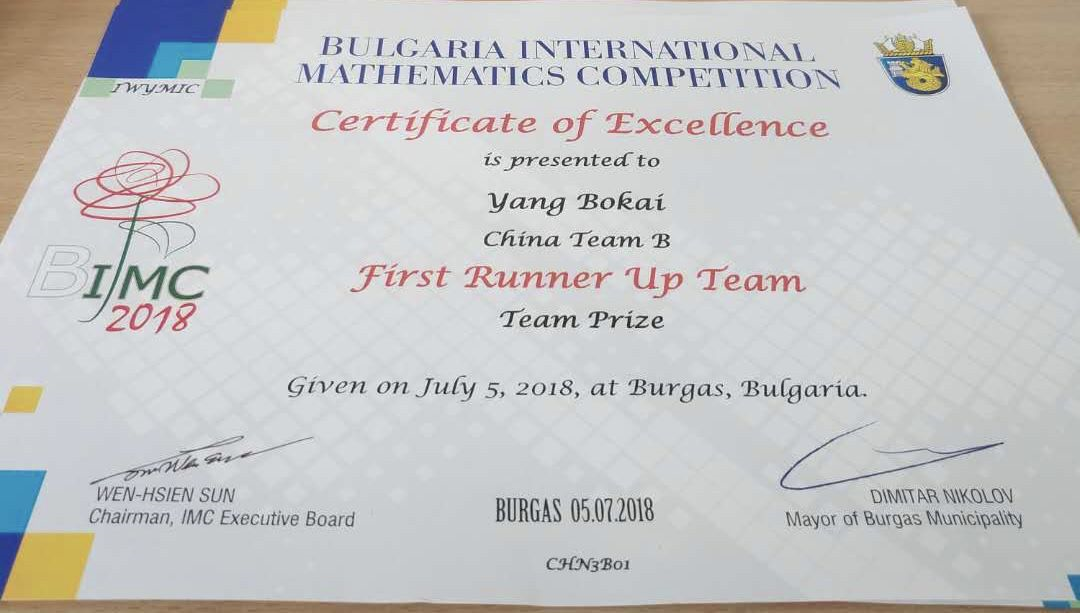 BULGARIA INTERNATIONAL
MATHEMATICS COMPETITION
IWYMIC
Certificate of Excellence
is presented to
Yang Bokai
China Team B
First Runner Up Team
Team Prize
BIMC
2018
Given on July 5, 2018, at Burgas, Bulgaria.
WEN-HSIEN SUN
Chairman, IMC Executive Board
BURGAS 05.07.2018
DIMITAR NIKOLOV
Mayor of Burgas Municipality
CHN3B01